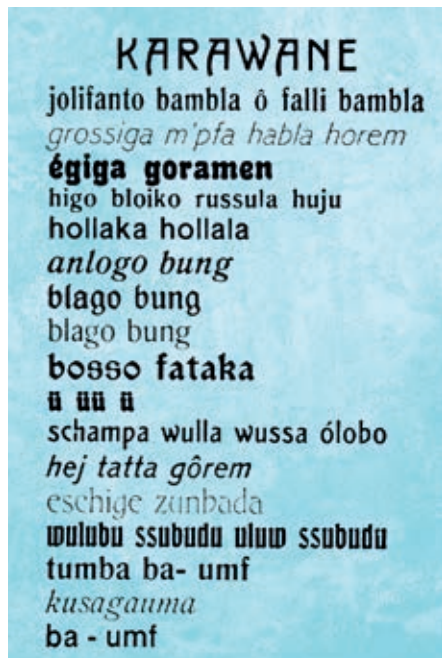 KARAWANE
jolifanto bambla ô falli bambla
grossiga m'pfa habla horem
égiga goramen
higo bloiko russula huju
hollaka hollala
anlogo bung
blago bung
blago bung
bosso fataka
ü üü ü
schampa wulla wussa ólobo
hej tatta gôrem
eschige zunbada
wulubu ssubudu uluw ssubudu
tumba ba- umf
kusagauma
ba - umf